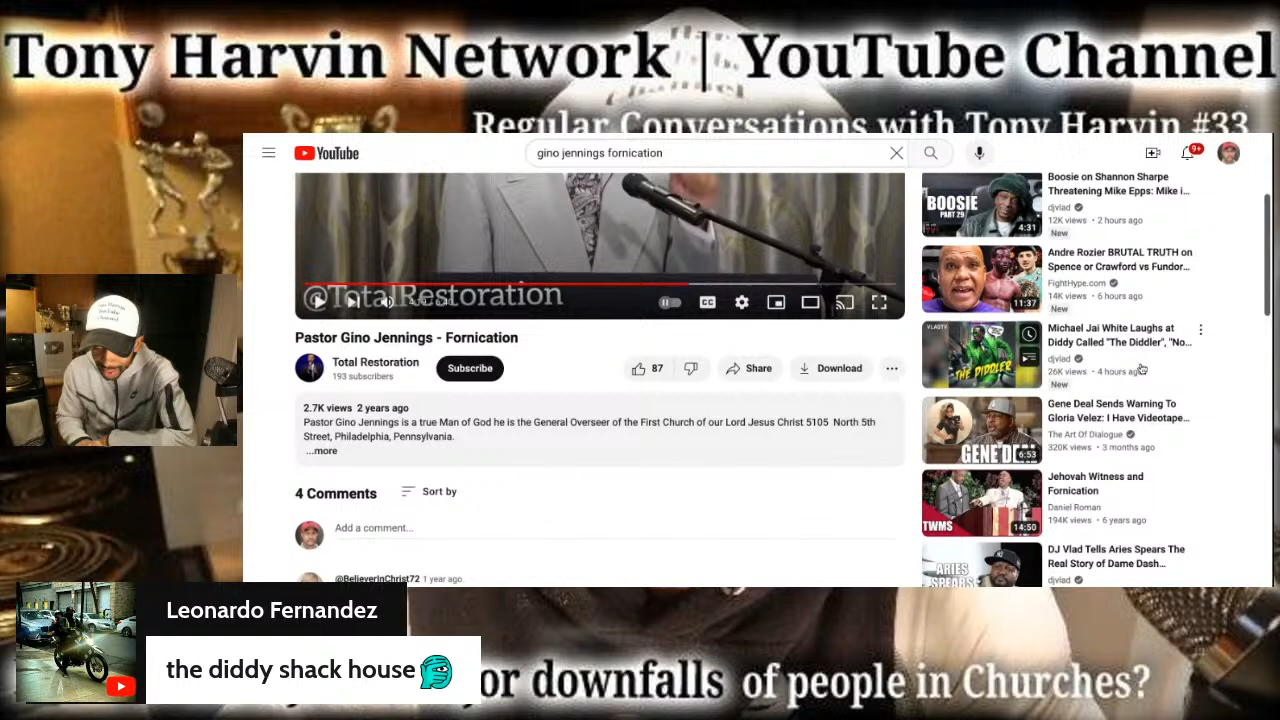 Tony Harvin Network | YouTube Channel
Regular Conversations with Tony Harvin #33
YouTube
gino jennings fornication
9+
@TotalRestoration
CC
Pastor Gino Jennings - Fornication
Total Restoration
193 subscribers
Subscribe
87
Share
Download
2.7K views 2 years ago
Pastor Gino Jennings is a true Man of God he is the General Overseer of the First Church of our Lord Jesus Christ 5105 North 5th
Street, Philadelphia, Pennsylvania.
...more
4 Comments
Sort by
Add a comment...
@BelieverInChrist72 1 year ago
BOOSIE
PART 29
4:31
Boosie on Shannon Sharpe
Threatening Mike Epps: Mike i...
djvlad
12K views • 2 hours ago
New
11:37
Andre Rozier BRUTAL TRUTH on
Spence or Crawford vs Fundor...
FightHype.com
14K views • 6 hours ago
New
VLADTV
THE DIDDLER
Michael Jai White Laughs at
Diddy Called "The Diddler", "No...
djvlad
26K views • 4 hours ago
New
GENE DEAL
6:53
Gene Deal Sends Warning To
Gloria Velez: I Have Videotape...
The Art Of Dialogue
320K views • 3 months ago
TWMS
14:50
Jehovah Witness and
Fornication
Daniel Roman
194K views • 6 years ago
ARIES
SPEARS
DJ Vlad Tells Aries Spears The
Real Story of Dame Dash...
djvlad
Leonardo Fernandez
the diddy shack house
or downfalls of people in Churches?